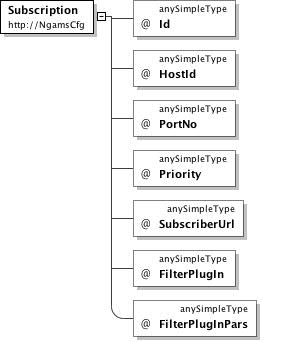 Subscription
http://NgamsCfg
anySimpleType
@ Id
anySimpleType
@ HostId
anySimpleType
@ PortNo
anySimpleType
@ Priority
anySimpleType
@ SubscriberUrl
anySimpleType
@ FilterPlugIn
anySimpleType
@ FilterPlugInPars